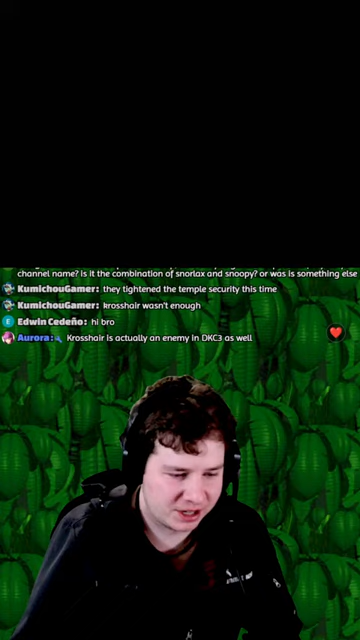 channel name? Is it the combination of snorlax and snoopy? or was is something else
KumichouGamer: they tightened the temple security this time
KumichouGamer: krosshair wasn't enough
Edwin Cedeño: hi bro
Aurora: Krosshair is actually an enemy in DKC3 as well